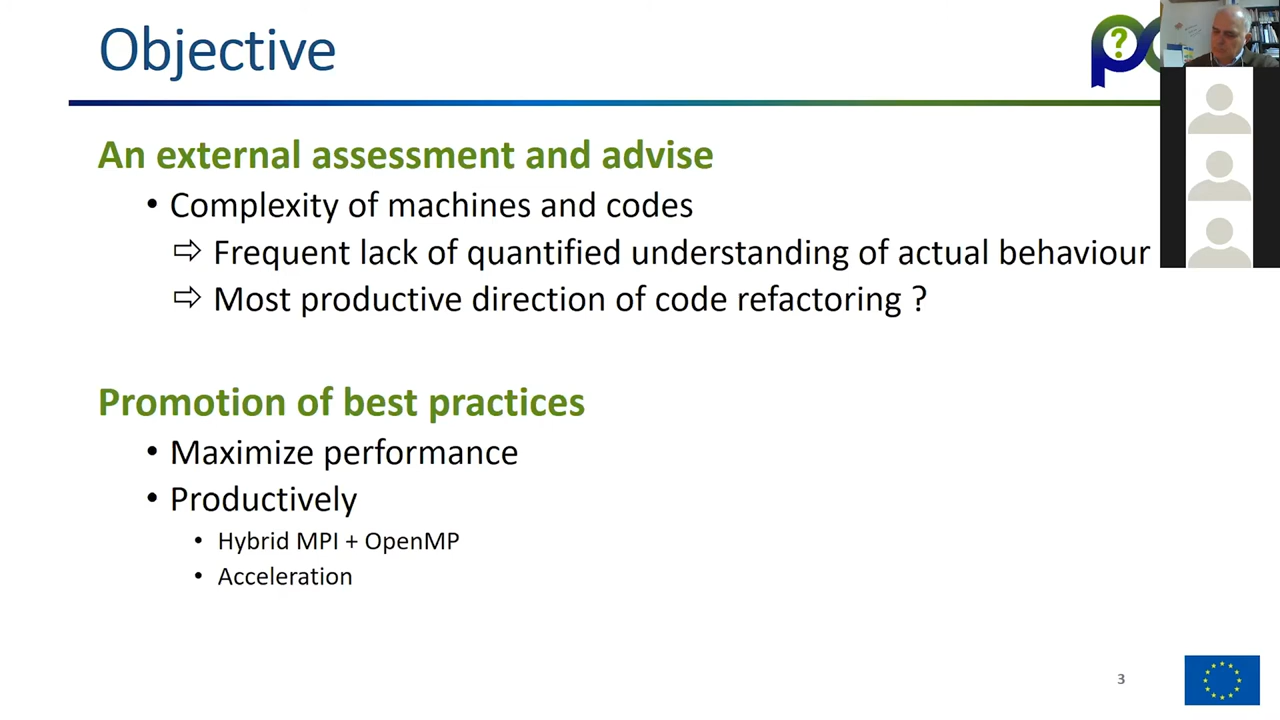 Objective
An external assessment and advise
• Complexity of machines and codes
⇨ Frequent lack of quantified understanding of actual behaviour
⇨ Most productive direction of code refactoring ?
Promotion of best practices
• Maximize performance
• Productively
• Hybrid MPI + OpenMP
• Acceleration
3